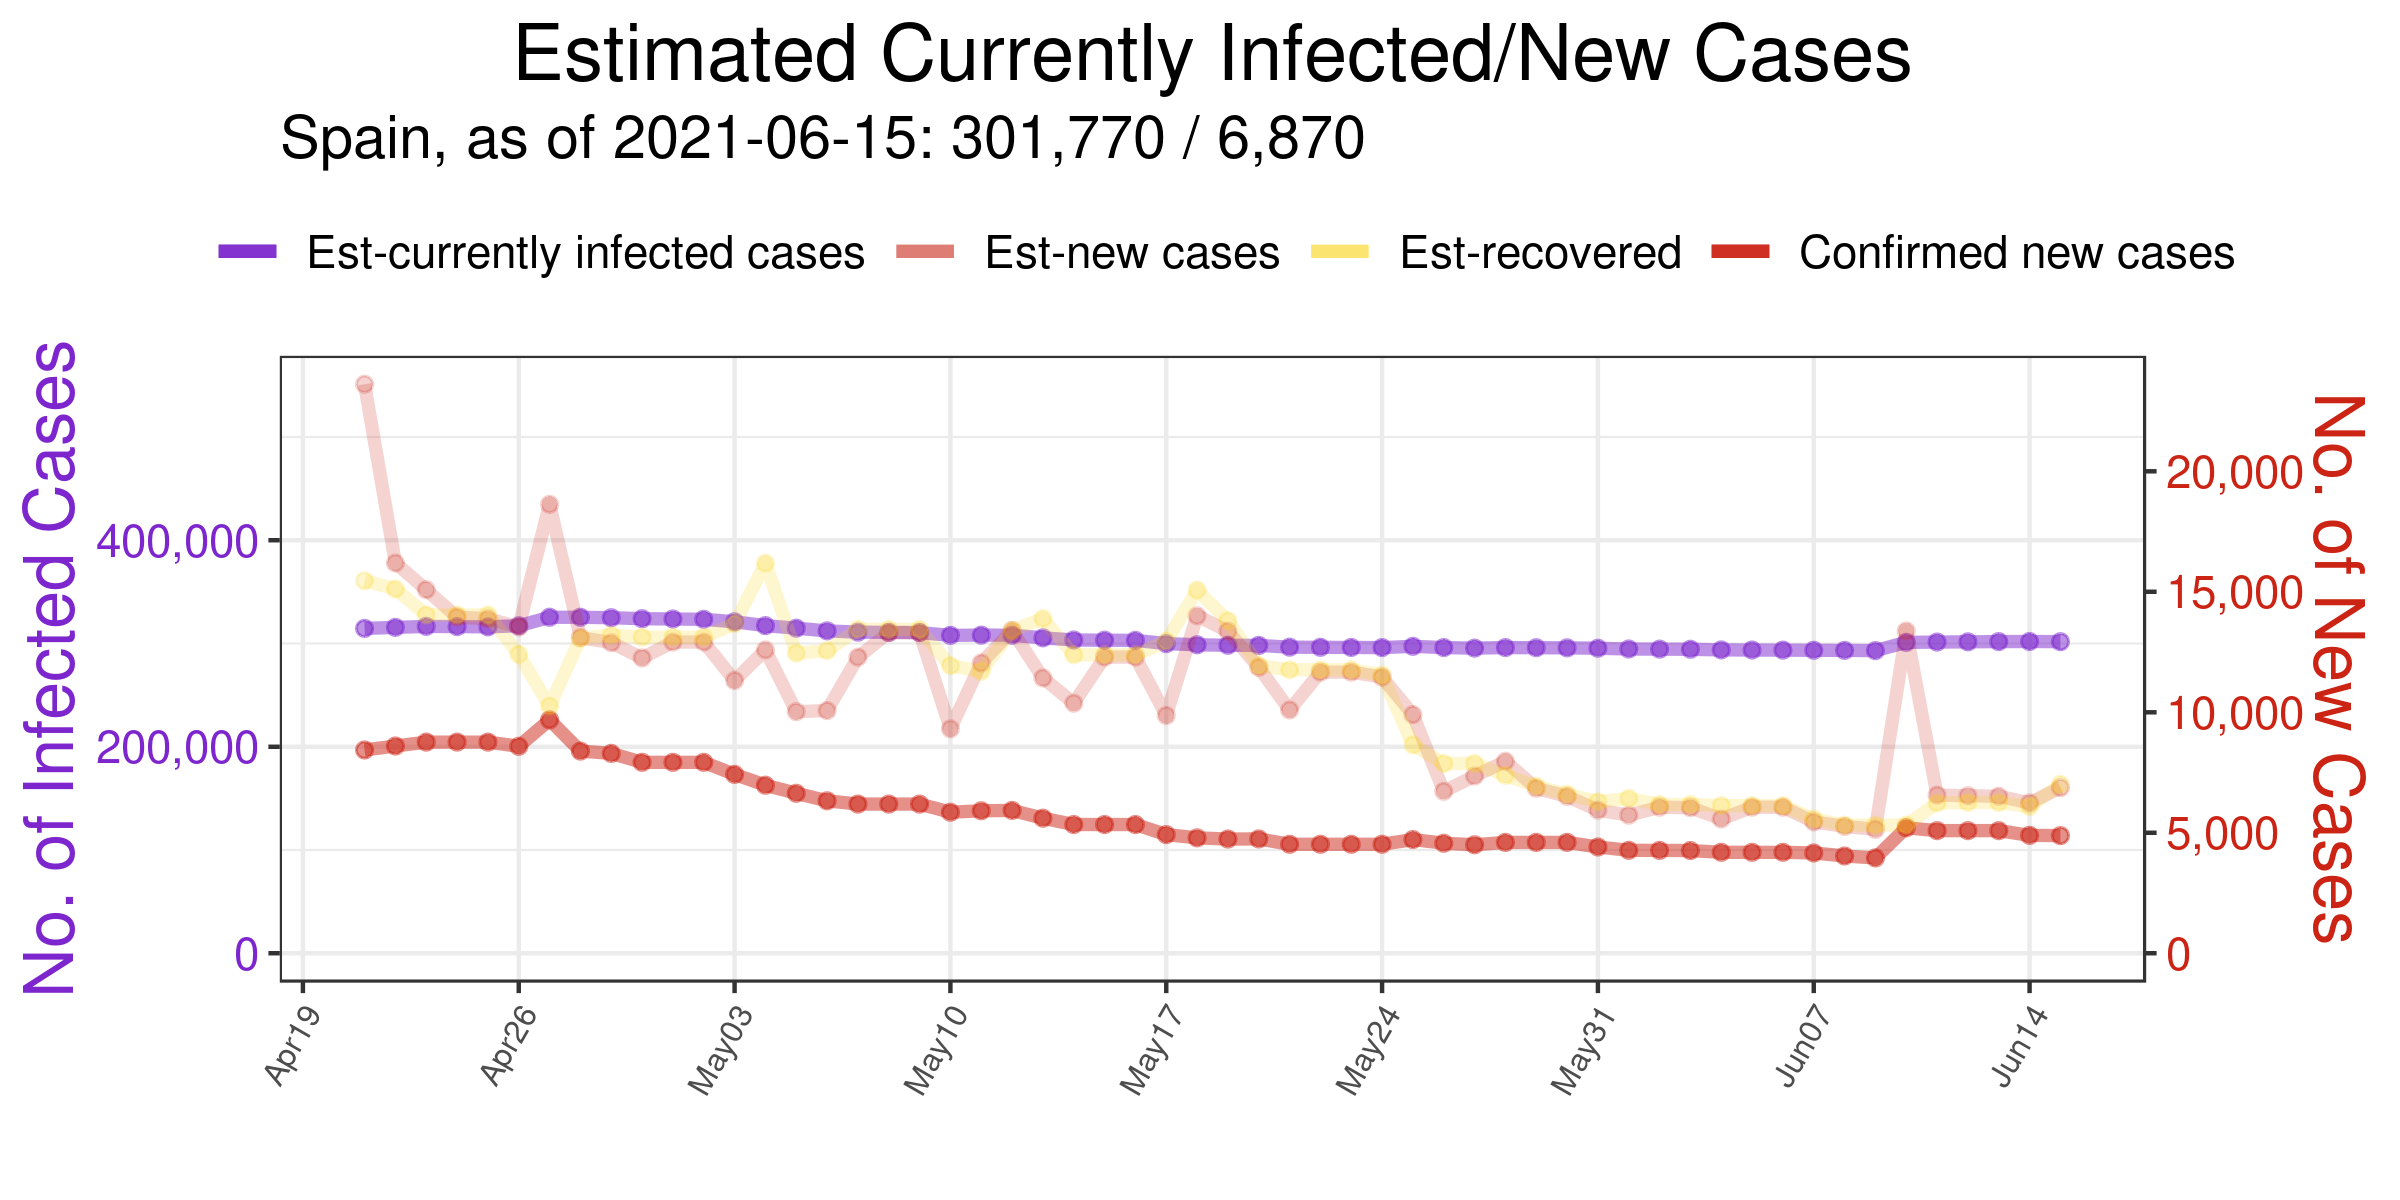 Estimated Currently Infected/New Cases
Spain, as of 2021-06-15: 301,770 / 6,870
Est-currently infected cases Est-new cases Est-recovered Confirmed new cases
No. of Infected Cases
400,000
200,000
0
20,000
15,000
10,000
5,000
0
No. of New Cases
Apr19 Apr26 May03 May10 May17 May24 May31 Jun07 Jun14